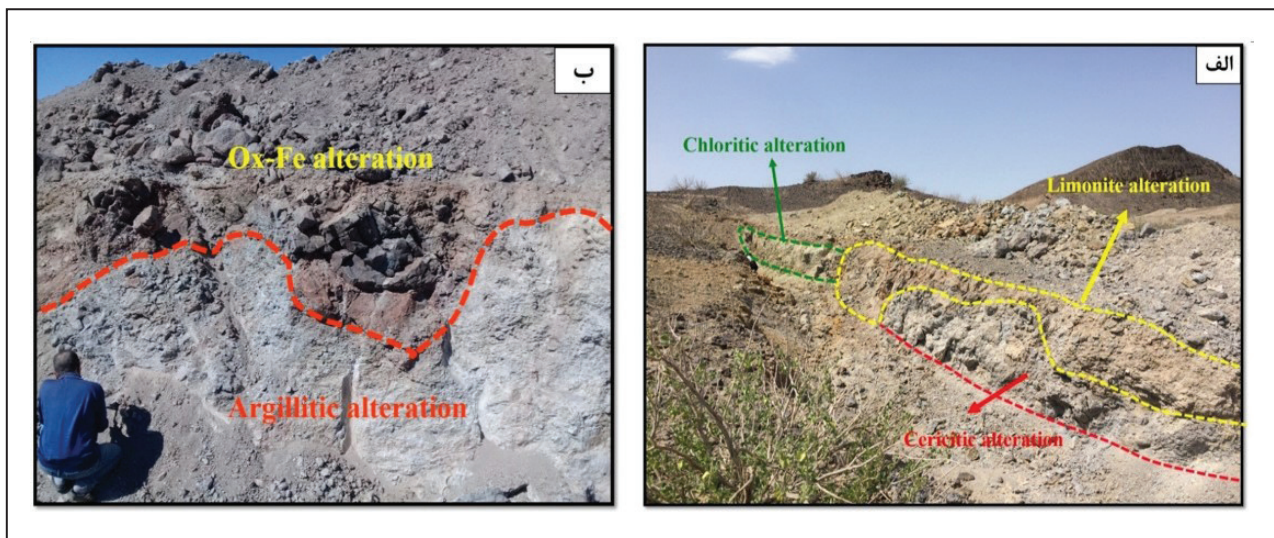 الف
Chloritic alteration
Limonite alteration
Cericitic alteration
ب
Ox-Fe alteration
Argillitic alteration